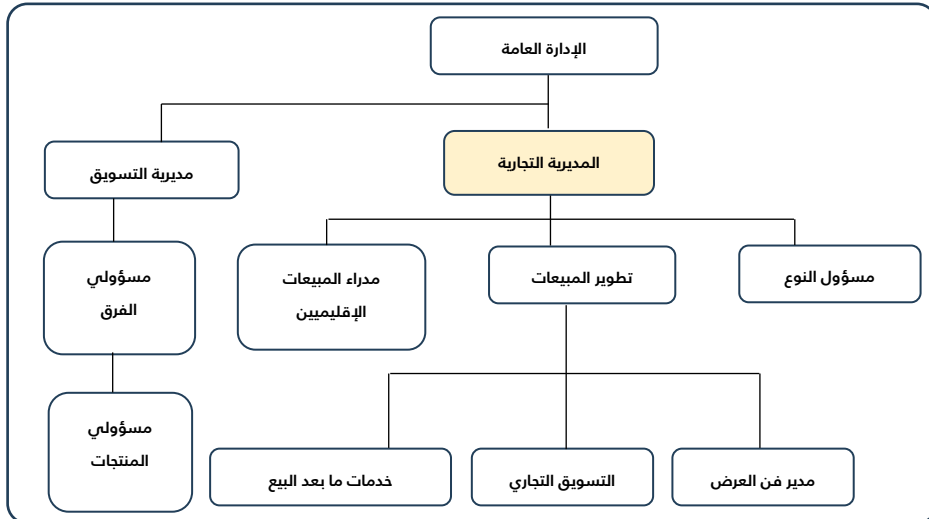 الإدارة العامة
المديرية التجارية
مديرية التسويق
مسؤول النوع
تطوير المبيعات
مدراء المبيعات
الإقليميين
مسؤولي
الفرق
مسؤولي
المنتجات
مدير فن العرض
التسويق التجاري
خدمات ما بعد البيع